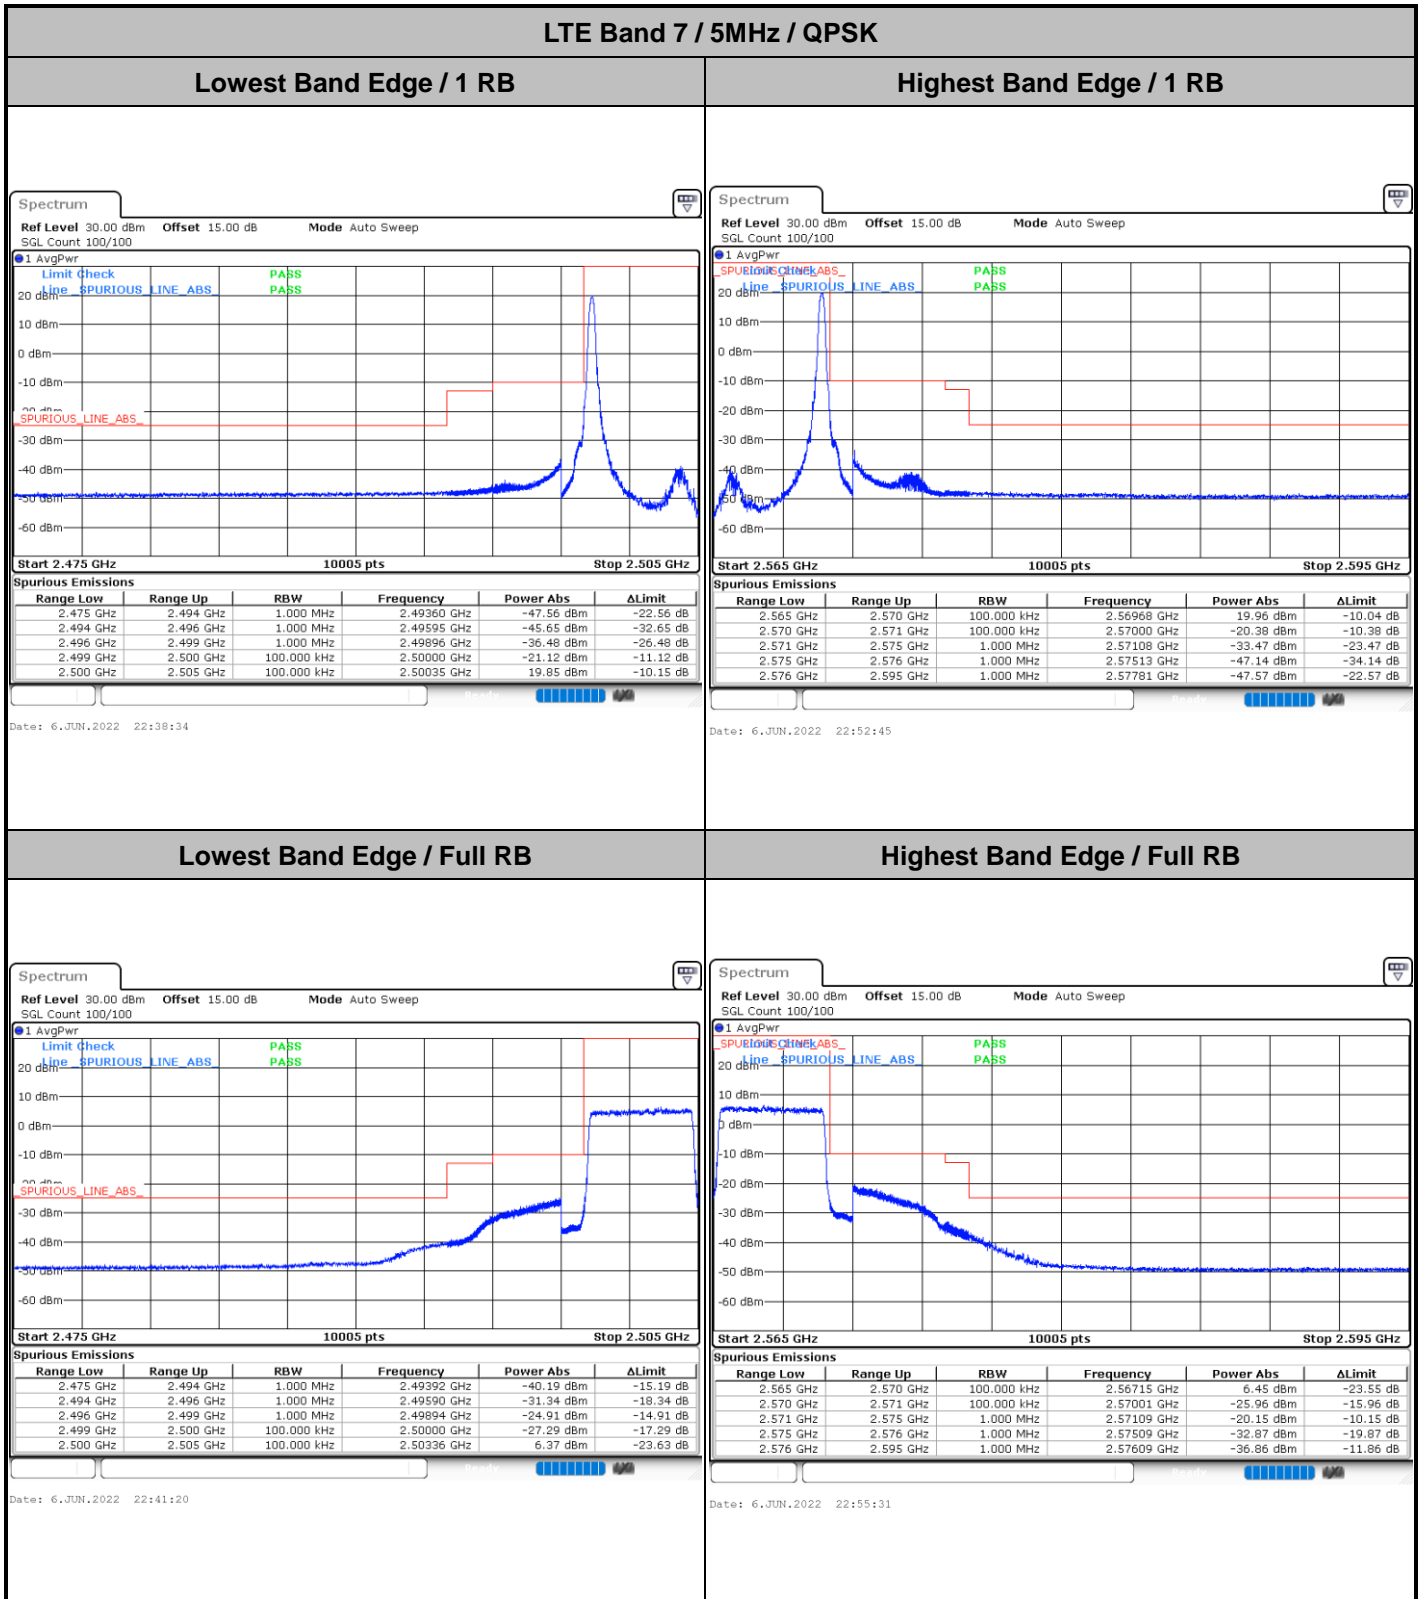 LTE Band 7 / 5MHz / QPSK
Lowest Band Edge / 1 RB
Highest Band Edge / 1 RB
Spectrum
Ref Level 30.00 dBm Offset 15.00 dB Mode Auto Sweep
SGL Count 100/100
1 AvgPwr
Limit Check PASS
Line _SPURIOUS_LINE_ABS_ PASS
20 dBm
10 dBm
0 dBm
-10 dBm
-20 dBm
_SPURIOUS_LINE_ABS_
-30 dBm
-40 dBm
-50 dBm
-60 dBm
Start 2.475 GHz 10005 pts Stop 2.505 GHz
Spurious Emissions
Range Low Range Up RBW Frequency Power Abs ΔLimit
2.475 GHz 2.494 GHz 1.000 MHz 2.49360 GHz -47.56 dBm -22.56 dB
2.494 GHz 2.496 GHz 1.000 MHz 2.49595 GHz -45.65 dBm -32.65 dB
2.496 GHz 2.499 GHz 1.000 MHz 2.49896 GHz -36.48 dBm -26.48 dB
2.499 GHz 2.500 GHz 100.000 kHz 2.50000 GHz -21.12 dBm -11.12 dB
2.500 GHz 2.505 GHz 100.000 kHz 2.50035 GHz 19.85 dBm -10.15 dB
Ready
Date: 6.JUN.2022 22:38:34
Spectrum
Ref Level 30.00 dBm Offset 15.00 dB Mode Auto Sweep
SGL Count 100/100
1 AvgPwr
_SPURIOUS_LINE_ABS_
Limit Check PASS
Line _SPURIOUS_LINE_ABS_ PASS
20 dBm
10 dBm
0 dBm
-10 dBm
-20 dBm
-30 dBm
-40 dBm
-50 dBm
-60 dBm
Start 2.565 GHz 10005 pts Stop 2.595 GHz
Spurious Emissions
Range Low Range Up RBW Frequency Power Abs ΔLimit
2.565 GHz 2.570 GHz 100.000 kHz 2.56968 GHz 19.96 dBm -10.04 dB
2.570 GHz 2.571 GHz 100.000 kHz 2.57000 GHz -20.38 dBm -10.38 dB
2.571 GHz 2.575 GHz 1.000 MHz 2.57108 GHz -33.47 dBm -23.47 dB
2.575 GHz 2.576 GHz 1.000 MHz 2.57513 GHz -47.14 dBm -34.14 dB
2.576 GHz 2.595 GHz 1.000 MHz 2.57781 GHz -47.57 dBm -22.57 dB
Ready
Date: 6.JUN.2022 22:52:45
Lowest Band Edge / Full RB
Highest Band Edge / Full RB
Spectrum
Ref Level 30.00 dBm Offset 15.00 dB Mode Auto Sweep
SGL Count 100/100
1 AvgPwr
Limit Check PASS
Line _SPURIOUS_LINE_ABS_ PASS
20 dBm
10 dBm
0 dBm
-10 dBm
-20 dBm
_SPURIOUS_LINE_ABS_
-30 dBm
-40 dBm
-50 dBm
-60 dBm
Start 2.475 GHz 10005 pts Stop 2.505 GHz
Spurious Emissions
Range Low Range Up RBW Frequency Power Abs ΔLimit
2.475 GHz 2.494 GHz 1.000 MHz 2.49392 GHz -40.19 dBm -15.19 dB
2.494 GHz 2.496 GHz 1.000 MHz 2.49590 GHz -31.34 dBm -18.34 dB
2.496 GHz 2.499 GHz 1.000 MHz 2.49894 GHz -24.91 dBm -14.91 dB
2.499 GHz 2.500 GHz 100.000 kHz 2.50000 GHz -27.29 dBm -17.29 dB
2.500 GHz 2.505 GHz 100.000 kHz 2.50336 GHz 6.37 dBm -23.63 dB
Ready
Date: 6.JUN.2022 22:41:20
Spectrum
Ref Level 30.00 dBm Offset 15.00 dB Mode Auto Sweep
SGL Count 100/100
1 AvgPwr
_SPURIOUS_LINE_ABS_
Limit Check PASS
Line _SPURIOUS_LINE_ABS_ PASS
20 dBm
10 dBm
0 dBm
-10 dBm
-20 dBm
-30 dBm
-40 dBm
-50 dBm
-60 dBm
Start 2.565 GHz 10005 pts Stop 2.595 GHz
Spurious Emissions
Range Low Range Up RBW Frequency Power Abs ΔLimit
2.565 GHz 2.570 GHz 100.000 kHz 2.56715 GHz 6.45 dBm -23.55 dB
2.570 GHz 2.571 GHz 100.000 kHz 2.57001 GHz -25.96 dBm -15.96 dB
2.571 GHz 2.575 GHz 1.000 MHz 2.57109 GHz -20.15 dBm -10.15 dB
2.575 GHz 2.576 GHz 1.000 MHz 2.57509 GHz -32.87 dBm -19.87 dB
2.576 GHz 2.595 GHz 1.000 MHz 2.57609 GHz -36.86 dBm -11.86 dB
Ready
Date: 6.JUN.2022 22:55:31